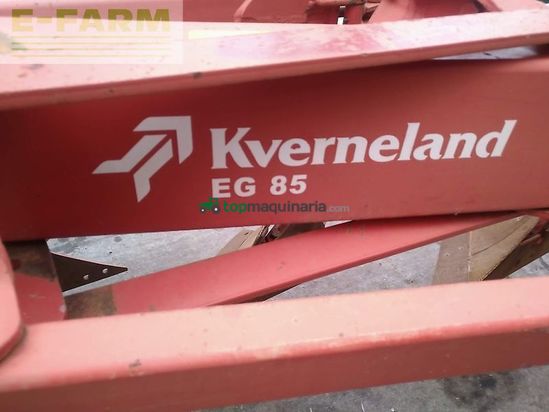 E-FARM
Kverneland
EG 85
topmaquinaria.com